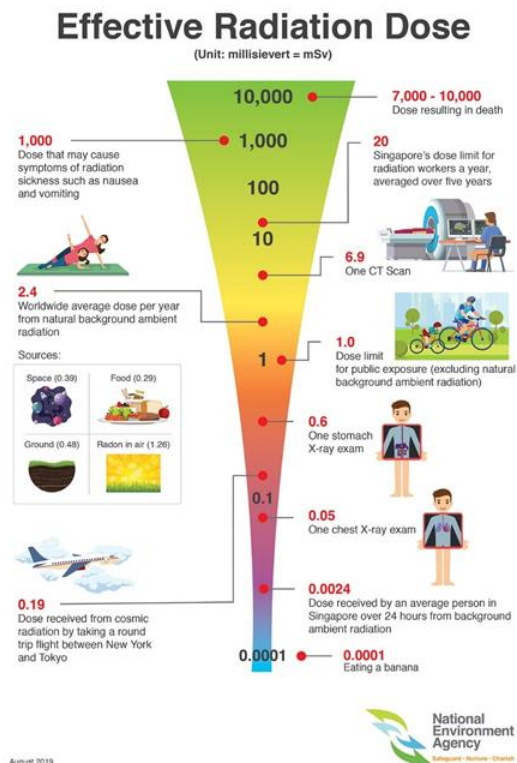 Effective Radiation Dose
(Unit: millisievert = mSv)
10,000
7,000 - 10,000
Dose resulting in death
1,000
Dose that may cause
symptoms of radiation
sickness such as nausea
and vomiting
1,000
20
Singapore's dose limit for
radiation workers a year,
averaged over five years
100
10
6.9
One CT Scan
2.4
Worldwide average dose per year
from natural background ambient
radiation
Sources:
Space (0.39)
Food (0.29)
Ground (0.48)
Radon in air (1.26)
1
1.0
Dose limit
for public exposure (excluding natural
background ambient radiation)
0.6
One stomach
X-ray exam
0.1
0.05
One chest X-ray exam
0.19
Dose received from cosmic
radiation by taking a round
trip flight between New York
and Tokyo
0.0024
Dose received by an average person in
Singapore over 24 hours from background
ambient radiation
0.0001
0.0001
Eating a banana
National
Environment
Agency
Safeguard · Nurture · Cherish
August 2019